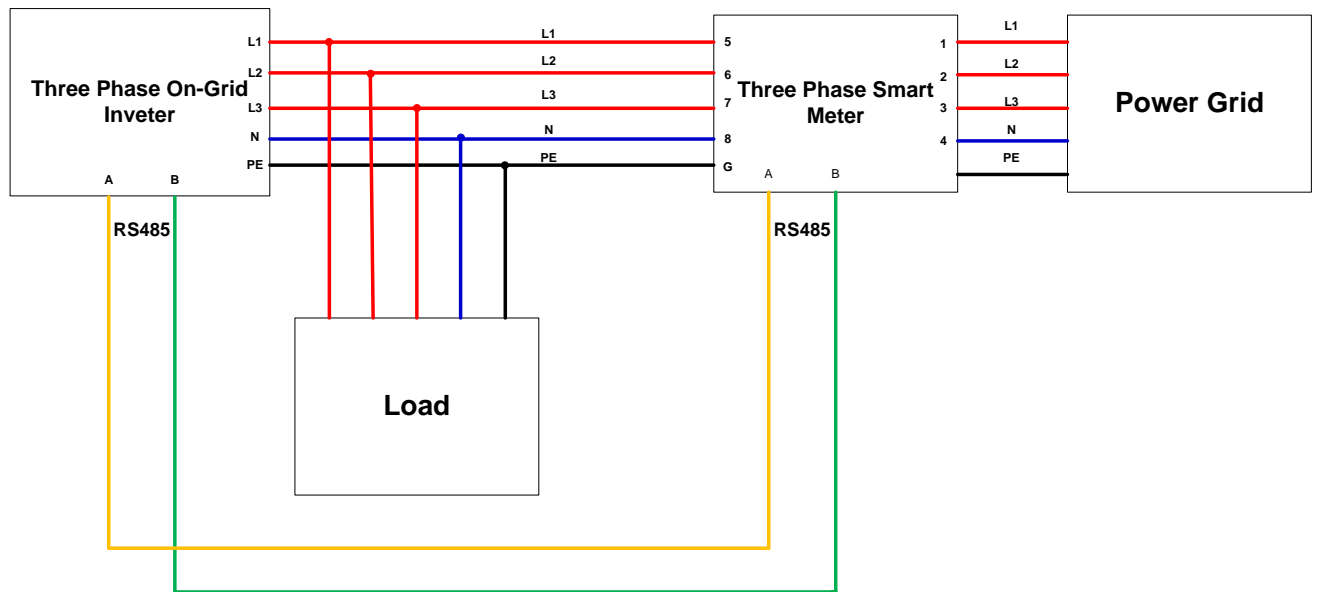 Three Phase On-Grid
Inveter
L1
L2
L3
N
PE
A B
RS485
L1
L2
L3
N
PE
5
6
7
8
G
Three Phase Smart
Meter
1
2
3
4
A B
RS485
L1
L2
L3
N
PE
Power Grid
Load